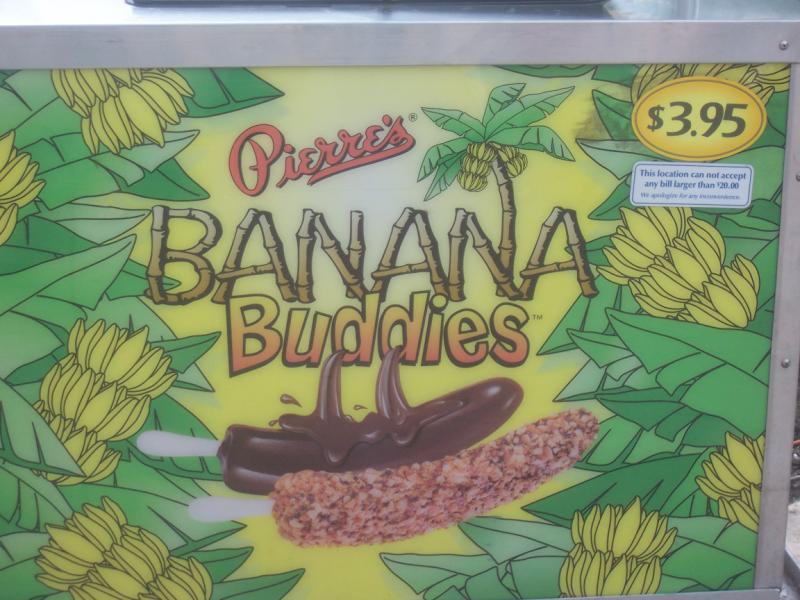 Pierre's®
BANANA
Buddies™
$3.95
This location can not accept
any bill larger than $20.00
We apologize for any inconvenience.